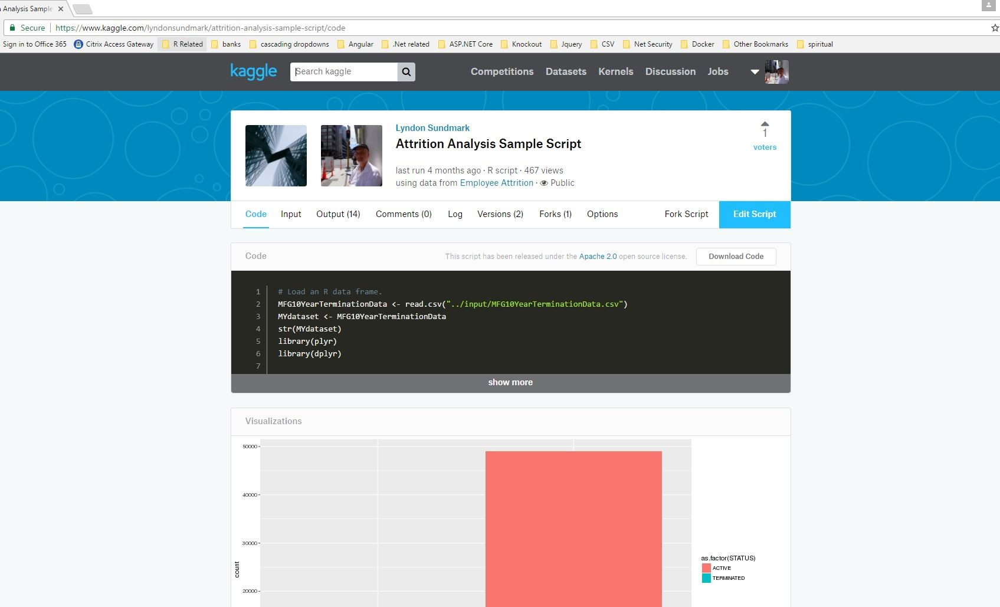 Analysis Sample
Secure https://www.kaggle.com/lyndonsundmark/attrition-analysis-sample-script/code
Sign in to Office 365 Citrix Access Gateway R Related banks cascading dropdowns Angular .Net related ASP.NET Core Knockout Jquery CSV Net Security Docker Other Bookmarks spiritual
kaggle Search kaggle Competitions Datasets Kernels Discussion Jobs
Lyndon Sundmark
Attrition Analysis Sample Script
1
voters
last run 4 months ago · R script · 467 views
using data from Employee Attrition · Public
Code Input Output (14) Comments (0) Log Versions (2) Forks (1) Options Fork Script Edit Script
Code This script has been released under the Apache 2.0 open source license. Download Code
1 # Load an R data frame.
2 MFG10YearTerminationData <- read.csv("../input/MFG10YearTerminationData.csv")
3 MYdataset <- MFG10YearTerminationData
4 str(MYdataset)
5 library(plyr)
6 library(dplyr)
7
show more
Visualizations
50000
40000
30000
20000
count
as.factor(STATUS)
ACTIVE
TERMINATED